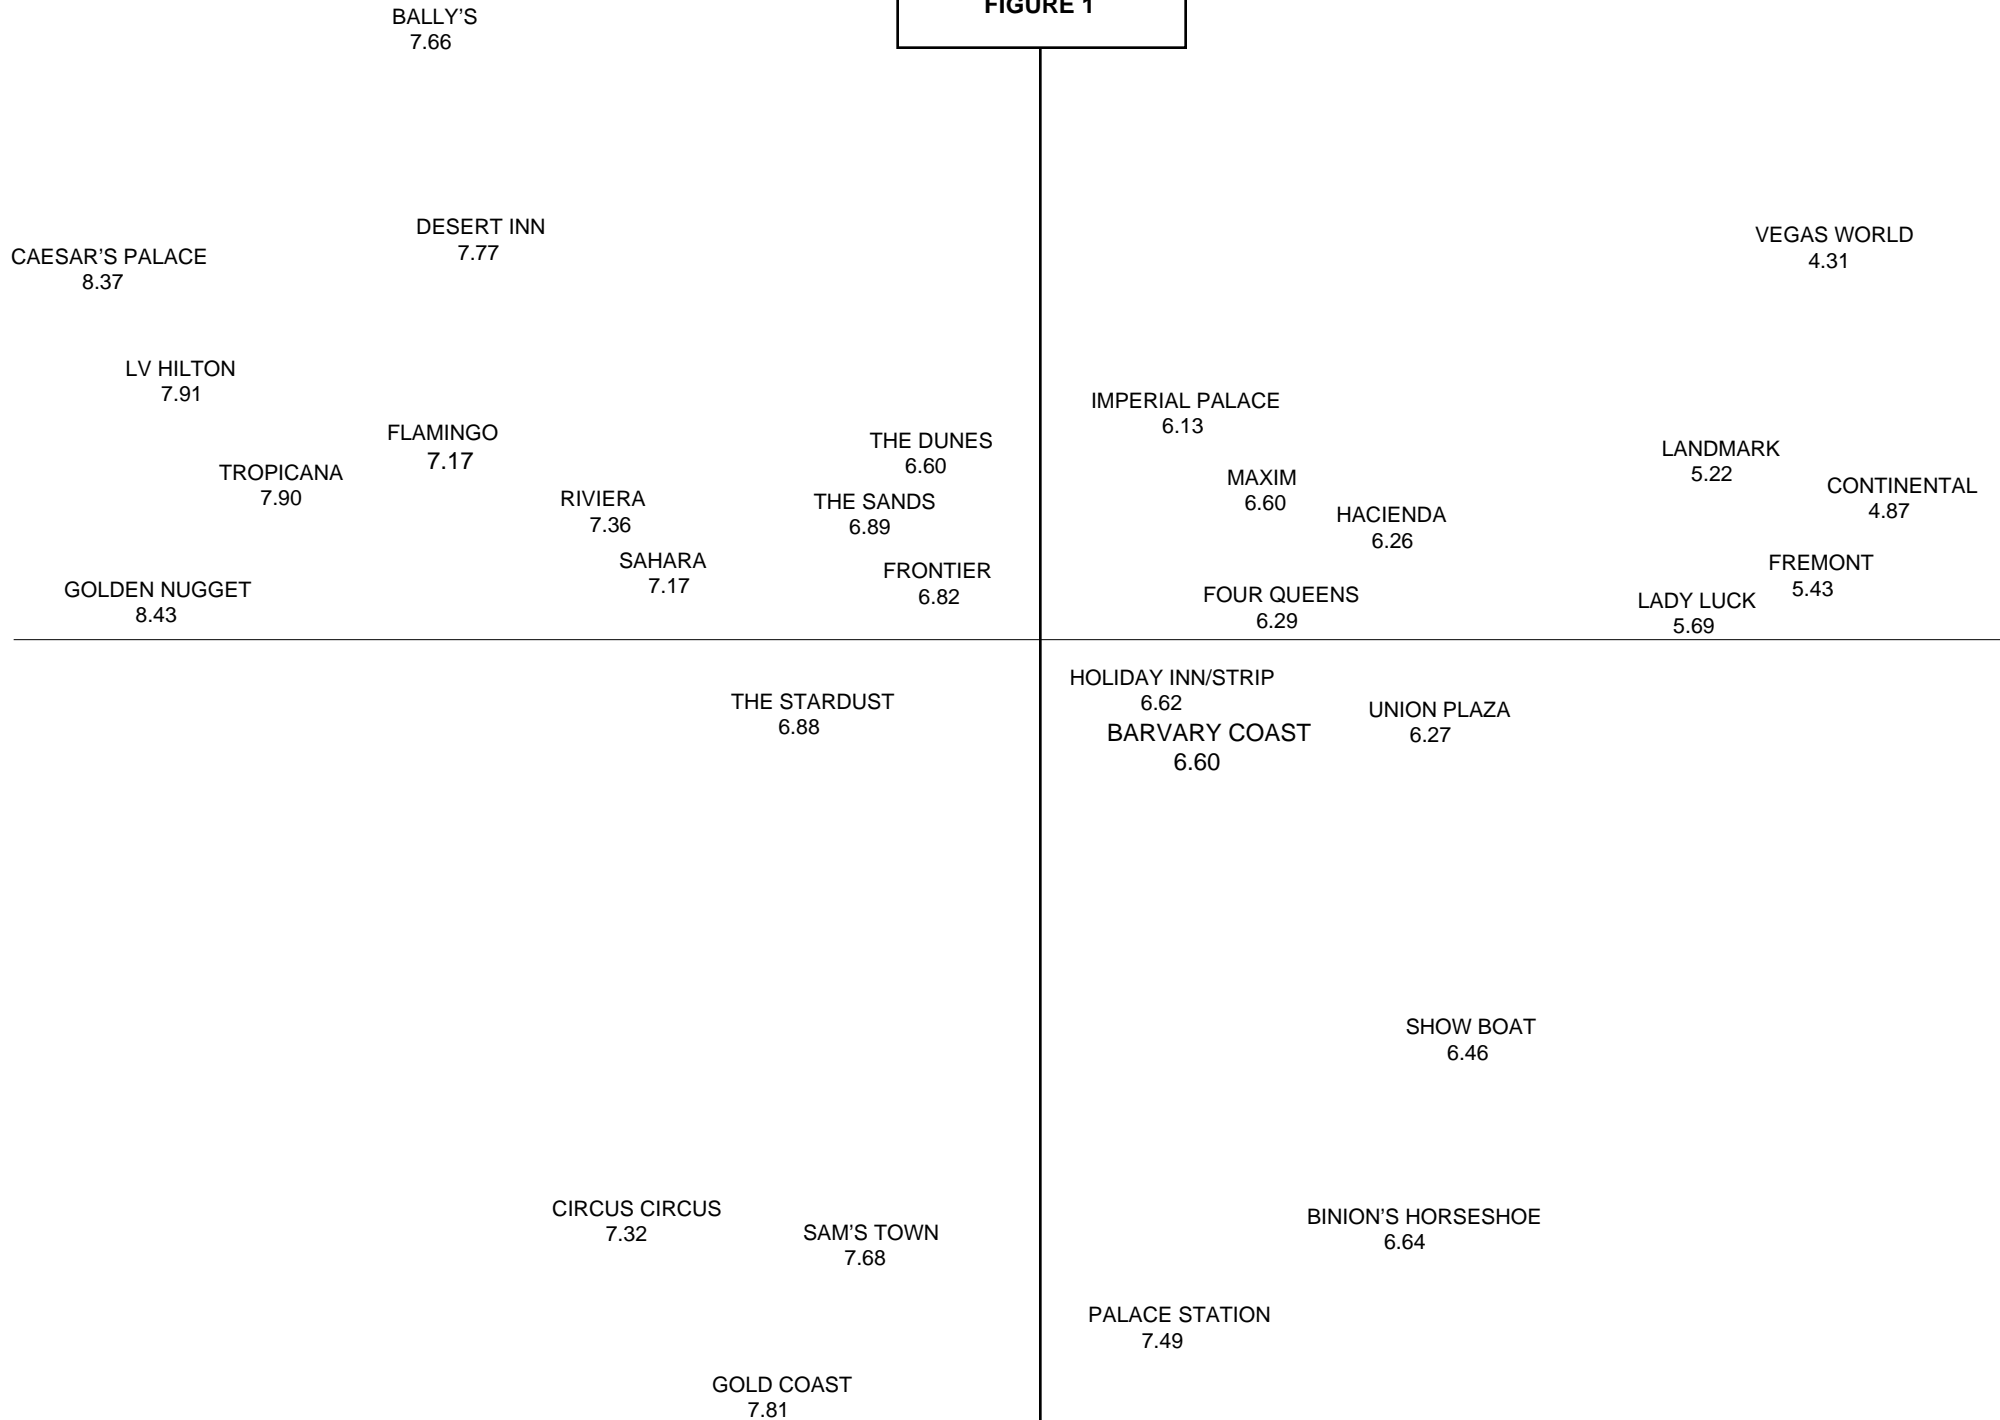 FIGURE 1
BALLY'S
7.66
DESERT INN
7.77
VEGAS WORLD
4.31
CAESAR'S PALACE
8.37
LV HILTON
7.91
IMPERIAL PALACE
6.13
FLAMINGO
7.17
THE DUNES
6.60
LANDMARK
5.22
TROPICANA
7.90
MAXIM
6.60
CONTINENTAL
4.87
RIVIERA
7.36
THE SANDS
6.89
HACIENDA
6.26
SAHARA
7.17
FRONTIER
6.82
FREMONT
5.43
GOLDEN NUGGET
8.43
FOUR QUEENS
6.29
LADY LUCK
5.69
HOLIDAY INN/STRIP
6.62
THE STARDUST
6.88
UNION PLAZA
6.27
BARVARY COAST
6.60
SHOW BOAT
6.46
CIRCUS CIRCUS
7.32
BINION'S HORSESHOE
6.64
SAM'S TOWN
7.68
PALACE STATION
7.49
GOLD COAST
7.81